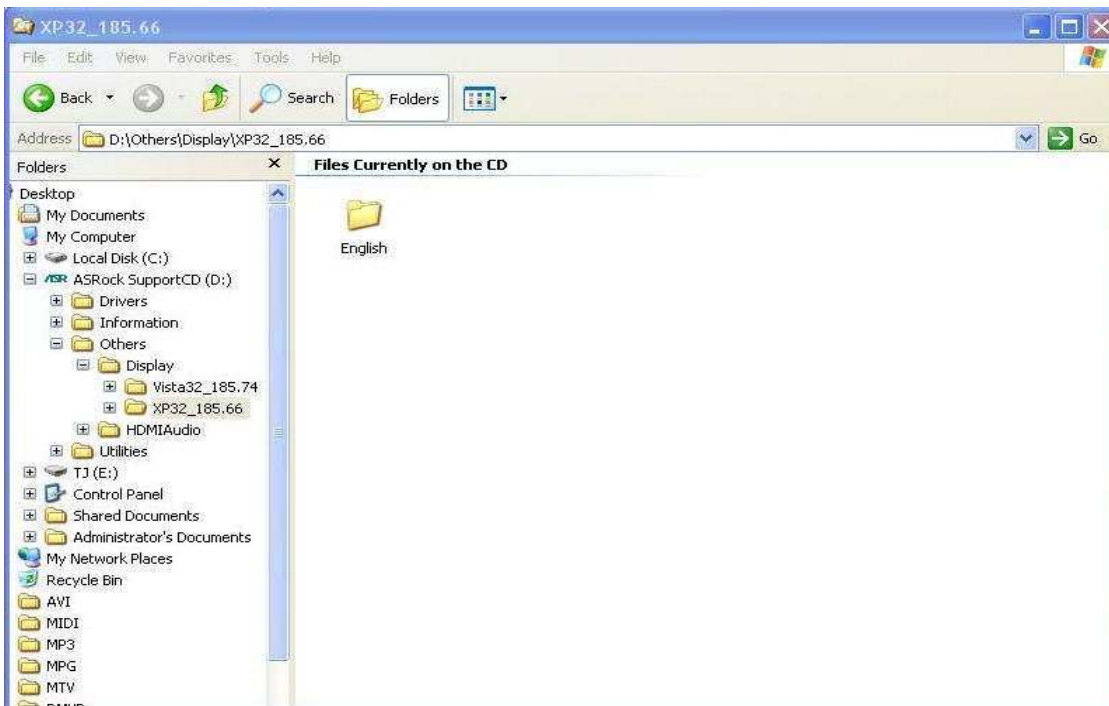 XP32_185.66
File Edit View Favorites Tools Help
Back Search Folders
Address D:\Others\Display\XP32_185.66 Go
Folders × Files Currently on the CD
Desktop
My Documents
My Computer
Local Disk (C:)
ASR ASRock SupportCD (D:)
Drivers
Information
Others
Display
Vista32_185.74
XP32_185.66
HDMIAudio
Utilities
TJ (E:)
Control Panel
Shared Documents
Administrator's Documents
My Network Places
Recycle Bin
AVI
MIDI
MP3
MPG
MTV
English